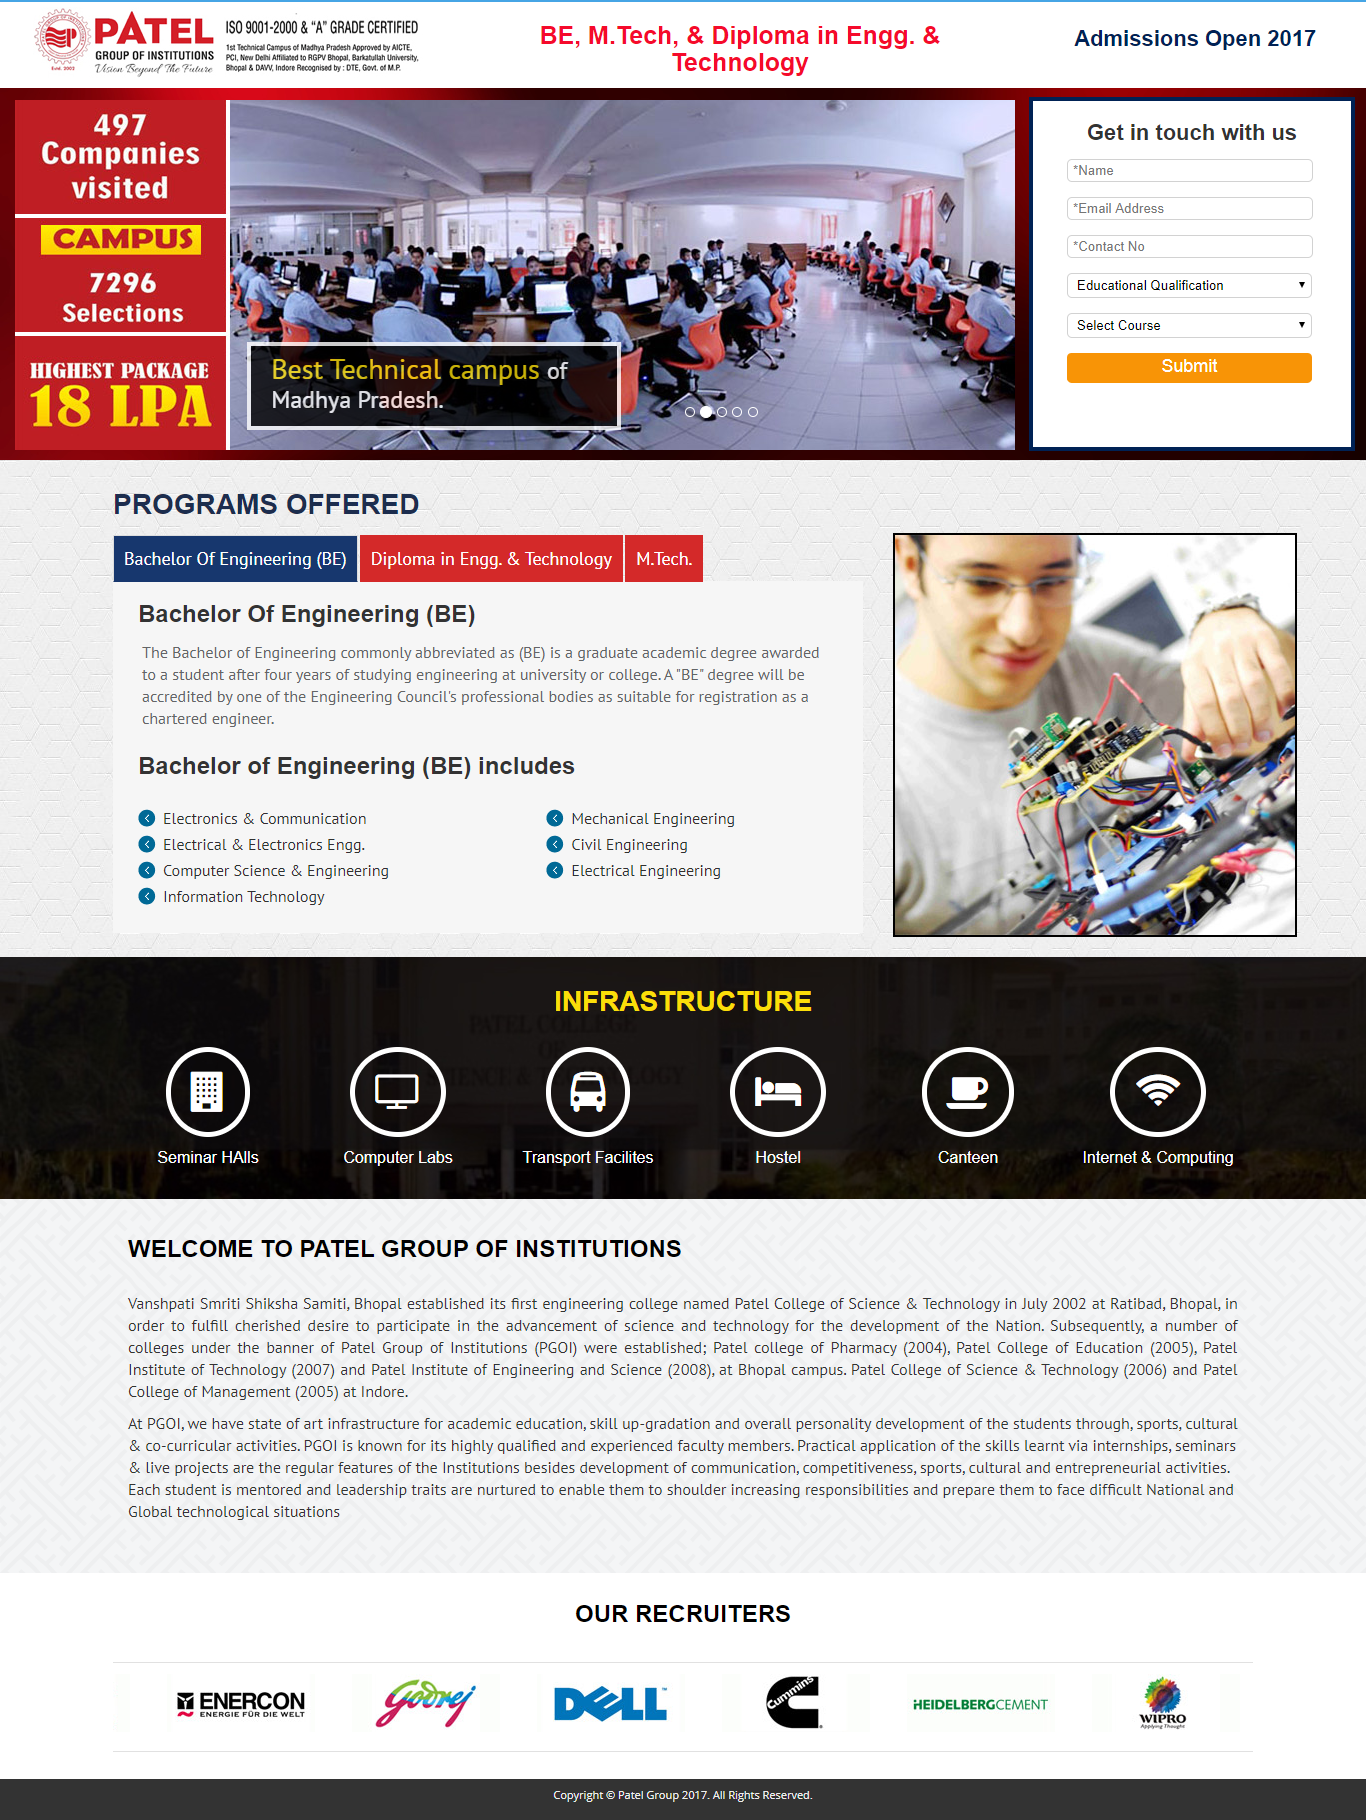 PATEL
GROUP OF INSTITUTIONS
Vision Beyond The Future
Estd. 2002
ISO 9001-2000 & “A” GRADE CERTIFIED
1st Technical Campus of Madhya Pradesh Approved by AICTE,
PCI, New Delhi Affiliated to RGPV Bhopal, Barkatullah University,
Bhopal & DAVV, Indore Recognised by : DTE, Govt. of M.P.
BE, M.Tech, & Diploma in Engg. &
Technology
Admissions Open 2017
497
Companies
visited
CAMPUS
7296
Selections
HIGHEST PACKAGE
18 LPA
Best Technical campus of
Madhya Pradesh.
Get in touch with us
*Name
*Email Address
*Contact No
Educational Qualification
Select Course
Submit
PROGRAMS OFFERED
Bachelor Of Engineering (BE)
Diploma in Engg. & Technology
M.Tech.
Bachelor Of Engineering (BE)
The Bachelor of Engineering commonly abbreviated as (BE) is a graduate academic degree awarded
to a student after four years of studying engineering at university or college. A "BE" degree will be
accredited by one of the Engineering Council's professional bodies as suitable for registration as a
chartered engineer.
Bachelor of Engineering (BE) includes
Electronics & Communication
Electrical & Electronics Engg.
Computer Science & Engineering
Information Technology
Mechanical Engineering
Civil Engineering
Electrical Engineering
INFRASTRUCTURE
PATEL COLLEGE
OF
SCIENCE & TECHNOLOGY
Seminar HAlls
Computer Labs
Transport Facilites
Hostel
Canteen
Internet & Computing
WELCOME TO PATEL GROUP OF INSTITUTIONS
Vanshpati Smriti Shiksha Samiti, Bhopal established its first engineering college named Patel College of Science & Technology in July 2002 at Ratibad, Bhopal, in
order to fulfill cherished desire to participate in the advancement of science and technology for the development of the Nation. Subsequently, a number of
colleges under the banner of Patel Group of Institutions (PGOI) were established; Patel college of Pharmacy (2004), Patel College of Education (2005), Patel
Institute of Technology (2007) and Patel Institute of Engineering and Science (2008), at Bhopal campus. Patel College of Science & Technology (2006) and Patel
College of Management (2005) at Indore.
At PGOI, we have state of art infrastructure for academic education, skill up-gradation and overall personality development of the students through, sports, cultural
& co-curricular activities. PGOI is known for its highly qualified and experienced faculty members. Practical application of the skills learnt via internships, seminars
& live projects are the regular features of the Institutions besides development of communication, competitiveness, sports, cultural and entrepreneurial activities.
Each student is mentored and leadership traits are nurtured to enable them to shoulder increasing responsibilities and prepare them to face difficult National and
Global technological situations
OUR RECRUITERS
ENERCON
ENERGIE FÜR DIE WELT
Godrej
DELL
Cummins
HEIDELBERGCEMENT
WIPRO
Applying Thought
Copyright © Patel Group 2017. All Rights Reserved.